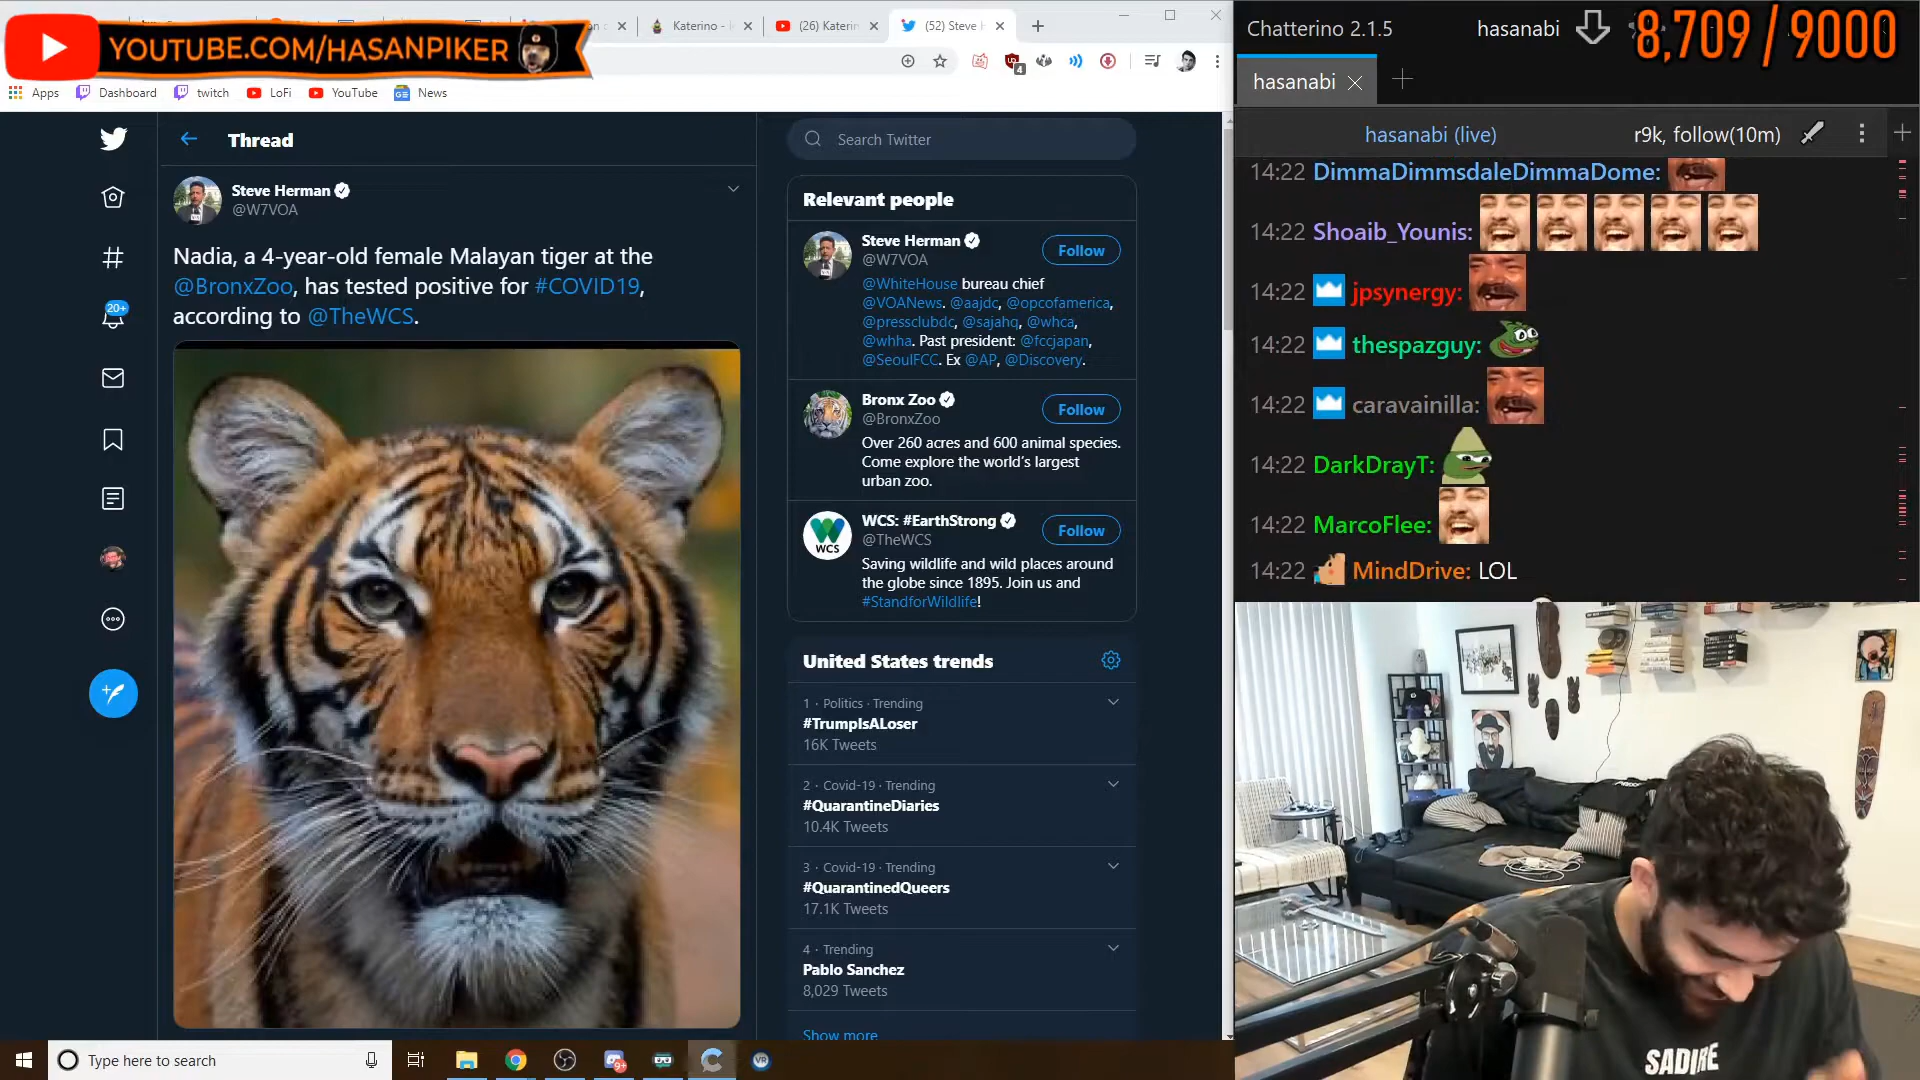 YOUTUBE.COM/HASANPIKER
Katerino - I
(26) Katerin
(52) Steve H
4
Apps
Dashboard
twitch
LoFi
YouTube
News
Thread
Search Twitter
Steve Herman
@W7VOA
Nadia, a 4-year-old female Malayan tiger at the
@BronxZoo, has tested positive for #COVID19,
according to @TheWCS.
20+
Relevant people
Steve Herman
@W7VOA
Follow
@WhiteHouse bureau chief
@VOANews. @aajdc, @opcofamerica,
@pressclubdc, @sajahq, @whca,
@whha. Past president: @fccjapan,
@SeoulFCC. Ex @AP, @Discovery.
Bronx Zoo
@BronxZoo
Follow
Over 260 acres and 600 animal species.
Come explore the world's largest
urban zoo.
WCS: #EarthStrong
@TheWCS
Follow
WCS
Saving wildlife and wild places around
the globe since 1895. Join us and
#StandforWildlife!
United States trends
1 · Politics · Trending
#TrumpIsALoser
16K Tweets
2 · Covid-19 · Trending
#QuarantineDiaries
10.4K Tweets
3 · Covid-19 · Trending
#QuarantinedQueers
17.1K Tweets
4 · Trending
Pablo Sanchez
8,029 Tweets
Show more
Type here to search
9+
VR
Chatterino 2.1.5
hasanabi
8,709 / 9000
hasanabi
hasanabi (live)
r9k, follow(10m)
14:22 DimmaDimmsdaleDimmaDome:
14:22 Shoaib_Younis:
14:22 jpsynergy:
14:22 thespazguy:
14:22 caravainilla:
14:22 DarkDrayT:
14:22 MarcoFlee:
14:22 MindDrive: LOL
SADIRE